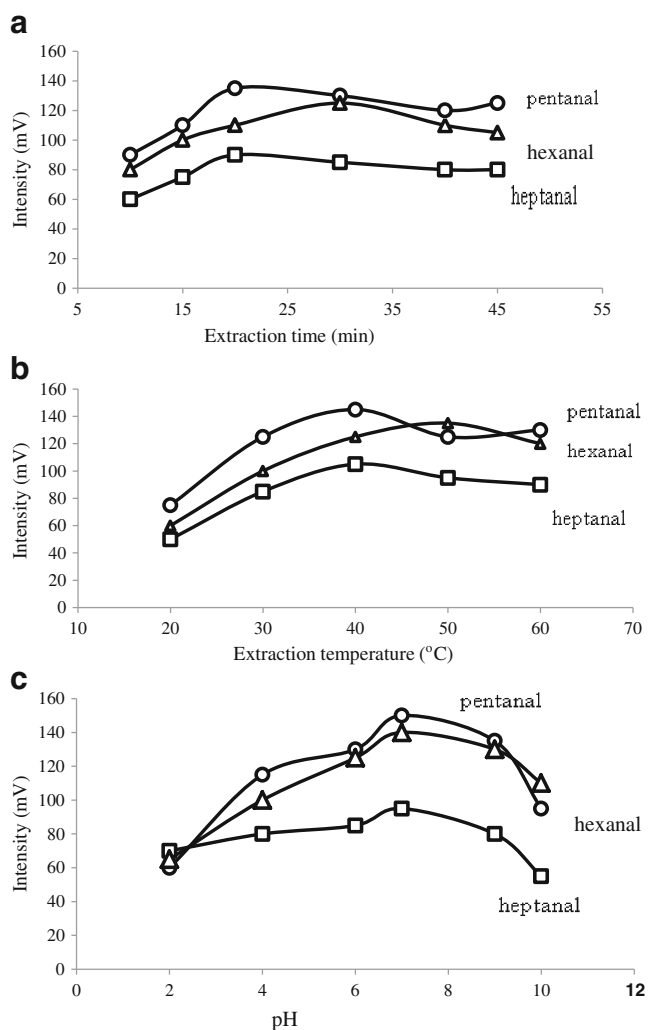 a
160
140
120
100
80
60
40
20
0
Intensity (mV)
pentanal
hexanal
heptanal
5 15 25 35 45 55
Extraction time (min)
b
160
140
120
100
80
60
40
20
0
Intensity (mV)
pentanal
hexanal
heptanal
10 20 30 40 50 60 70
Extraction temperature (°C)
c
160
140
120
100
80
60
40
20
0
Intensity (mV)
pentanal
hexanal
heptanal
0 2 4 6 8 10 12
pH